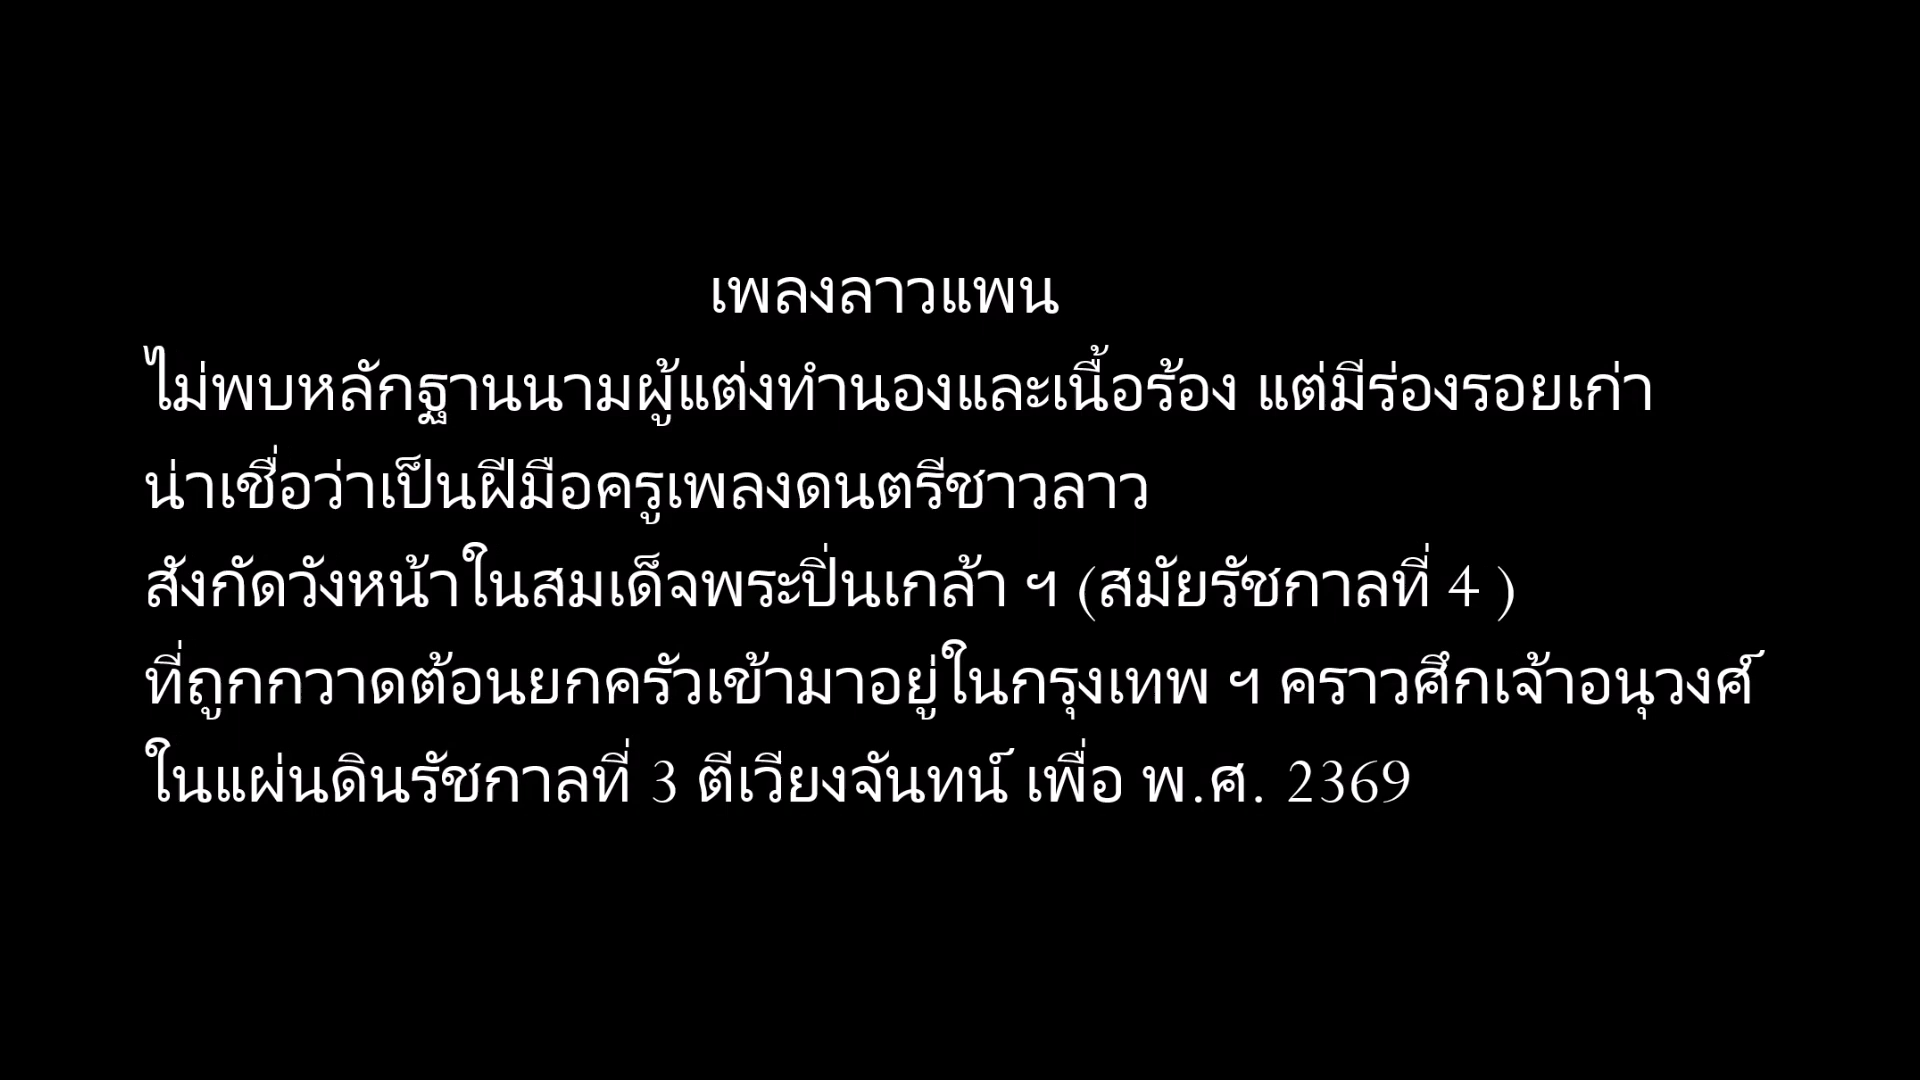 เพลงลาวแพน
ไม่พบหลักฐานนามผู้แต่งทำนองและเนื้อร้อง แต่มีร่องรอยเก่า
น่าเชื่อว่าเป็นฝีมือครูเพลงดนตรีชาวลาว
สังกัดวังหน้าในสมเด็จพระปิ่นเกล้า ฯ (สมัยรัชกาลที่ 4 )
ที่ถูกกวาดต้อนยกครัวเข้ามาอยู่ในกรุงเทพ ฯ คราวศึกเจ้าอนุวงศ์
ในแผ่นดินรัชกาลที่ 3 ตีเวียงจันทน์ เพื่อ พ.ศ. 2369